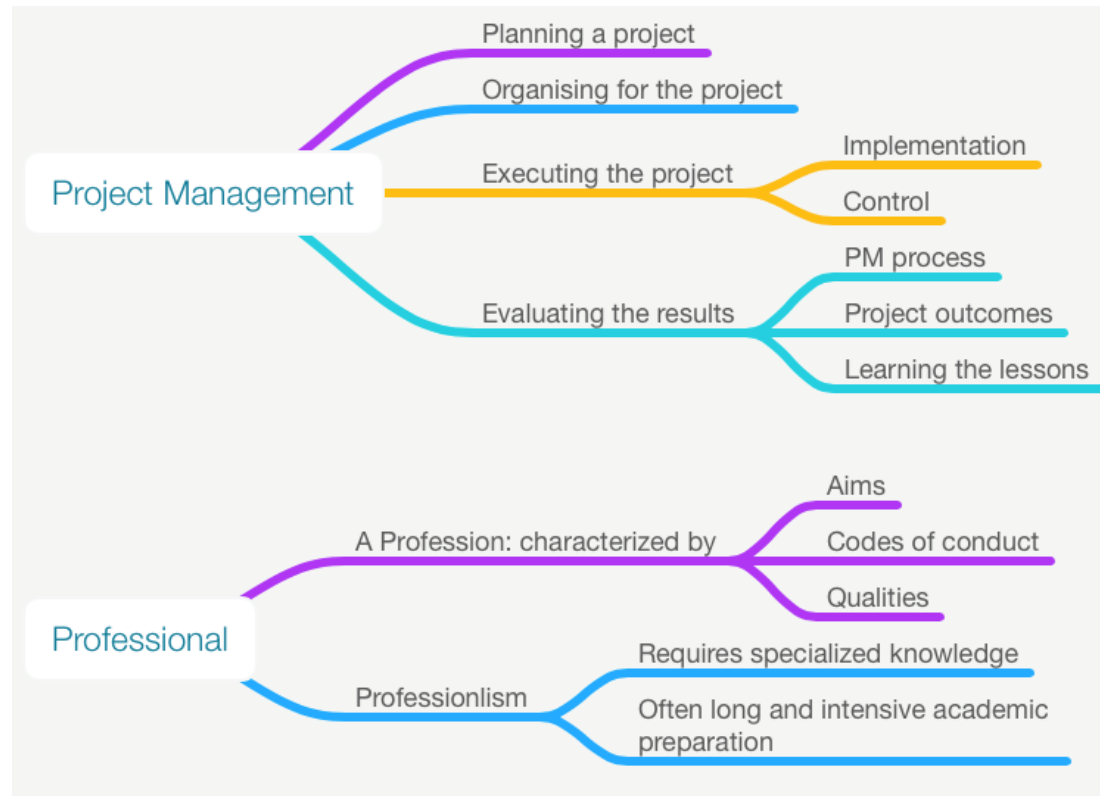 Project Management
Planning a project
Organising for the project
Executing the project
Implementation
Control
Evaluating the results
PM process
Project outcomes
Learning the lessons
Professional
A Profession: characterized by
Aims
Codes of conduct
Qualities
Professionlism
Requires specialized knowledge
Often long and intensive academic
preparation